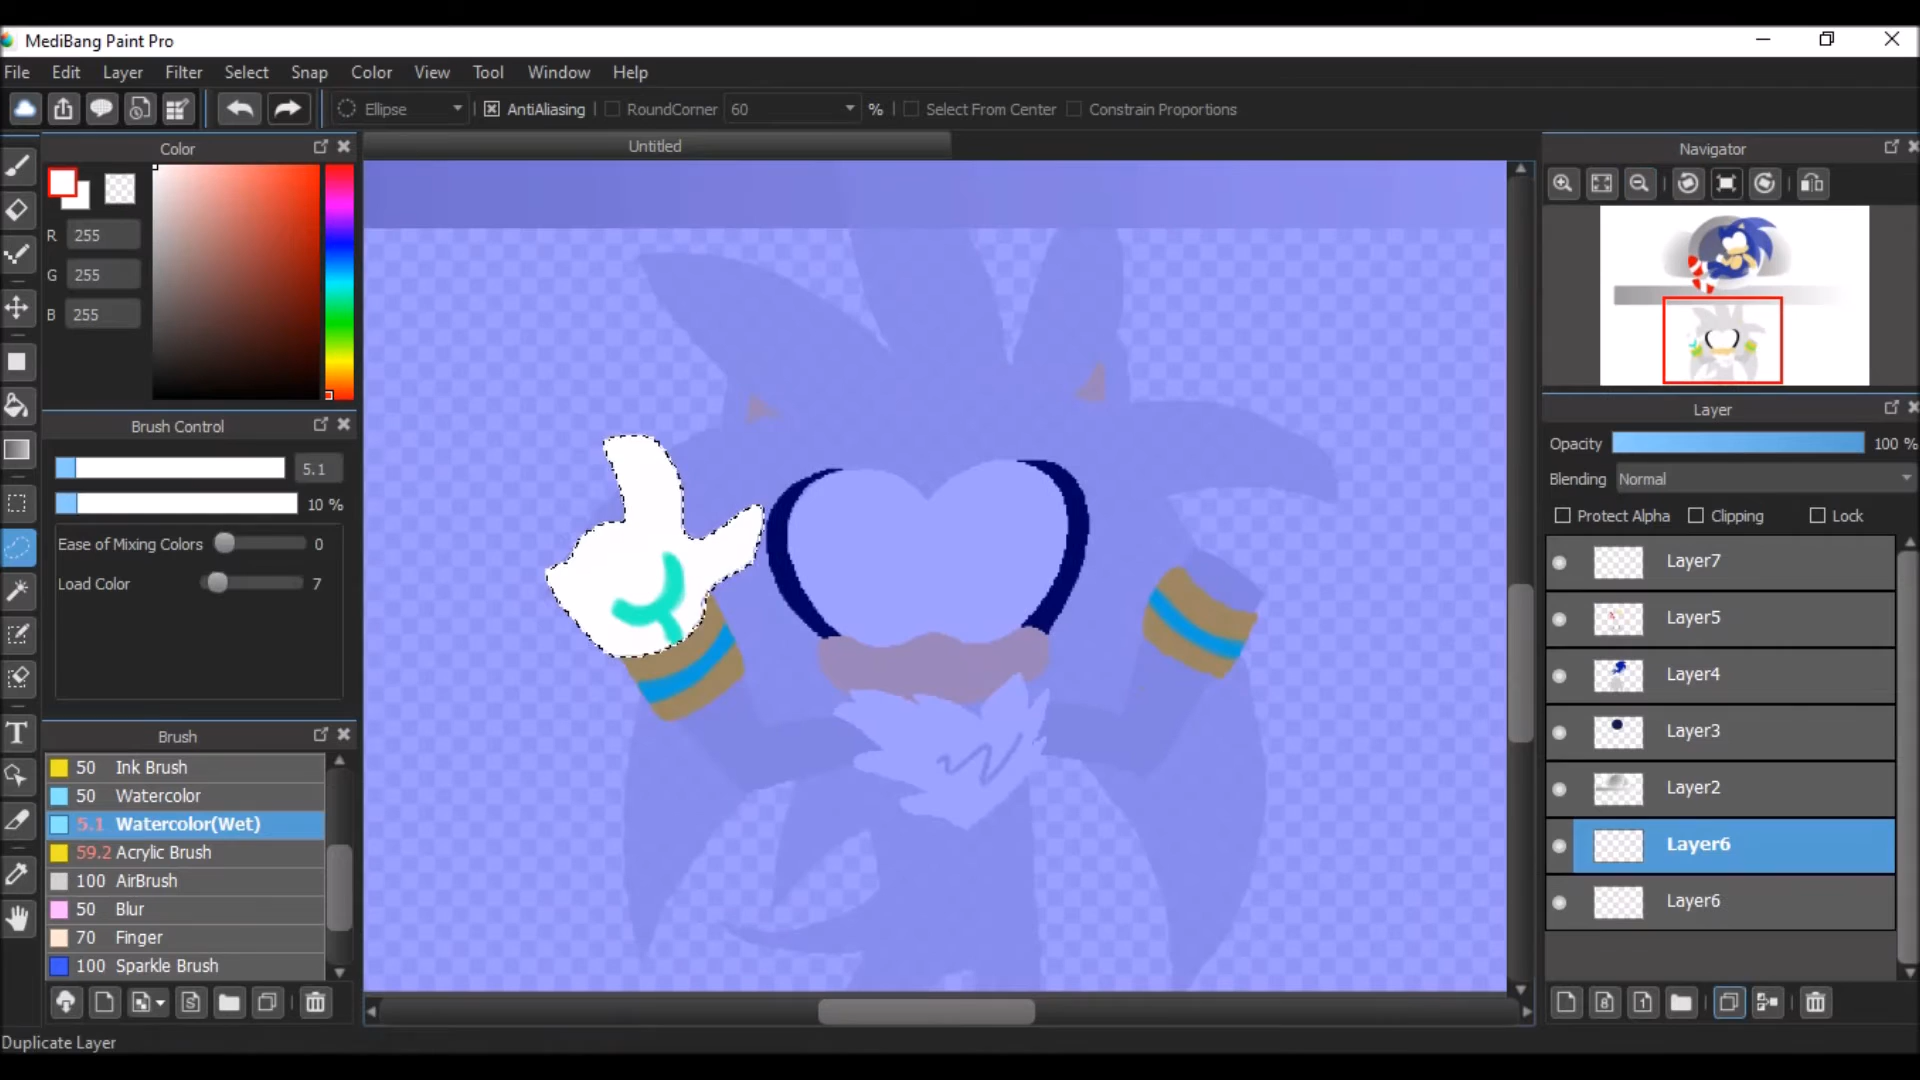 MediBang Paint Pro
File Edit Layer Filter Select Snap Color View Tool Window Help
Ellipse AntiAliasing RoundCorner 60 % Select From Center Constrain Proportions
Color
Untitled
Navigator
R 255
G 255
B 255
Brush Control
5.1
10 %
Ease of Mixing Colors 0
Load Color 7
Brush
50 Ink Brush
50 Watercolor
5.1 Watercolor(Wet)
59.2 Acrylic Brush
100 AirBrush
50 Blur
70 Finger
100 Sparkle Brush
Layer
Opacity 100 %
Blending Normal
Protect Alpha Clipping Lock
Layer7
Layer5
Layer4
Layer3
Layer2
Layer6
Layer6
Duplicate Layer